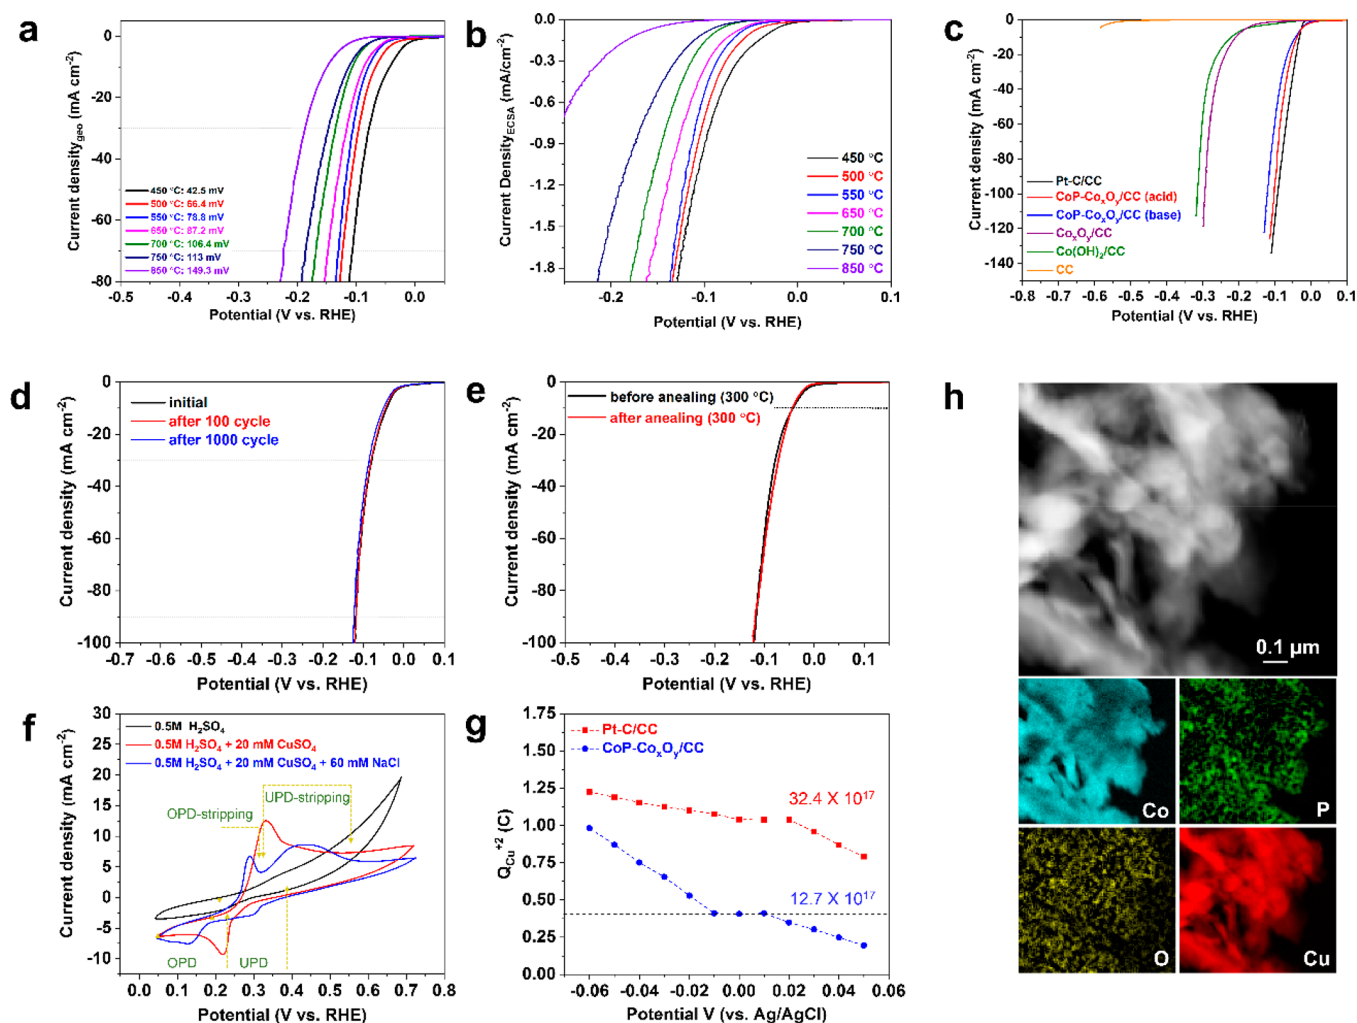 a
Current density_geo (mA cm⁻²)
0
-20
-40
-60
-80
450 °C: 42.5 mV
500 °C: 66.4 mV
550 °C: 78.8 mV
650 °C: 87.2 mV
700 °C: 106.4 mV
750 °C: 113 mV
850 °C: 149.3 mV
-0.5 -0.4 -0.3 -0.2 -0.1 0.0
Potential (V vs. RHE)
b
Current Density_ECSA (mA/cm⁻²)
0.0
-0.3
-0.6
-0.9
-1.2
-1.5
-1.8
450 °C
500 °C
550 °C
650 °C
700 °C
750 °C
850 °C
-0.2 -0.1 0.0 0.1
Potential (V vs. RHE)
c
Current density (mA cm⁻²)
0
-20
-40
-60
-80
-100
-120
-140
Pt-C/CC
CoP-CoₓOᵧ/CC (acid)
CoP-CoₓOᵧ/CC (base)
CoₓOᵧ/CC
Co(OH)₂/CC
CC
-0.8 -0.7 -0.6 -0.5 -0.4 -0.3 -0.2 -0.1 0.0 0.1
Potential (V vs. RHE)
d
Current density (mA cm⁻²)
0
-20
-40
-60
-80
-100
initial
after 100 cycle
after 1000 cycle
-0.7 -0.6 -0.5 -0.4 -0.3 -0.2 -0.1 0.0 0.1
Potential (V vs. RHE)
e
Current density (mA cm⁻²)
0
-20
-40
-60
-80
-100
before anealing (300 °C)
after anealing (300 °C)
-0.5 -0.4 -0.3 -0.2 -0.1 0.0 0.1
Potential (V vs. RHE)
h
0.1 µm
Co
P
O
Cu
f
Current density (mA cm⁻²)
30
25
20
15
10
5
0
-5
-10
0.5M H₂SO₄
0.5M H₂SO₄ + 20 mM CuSO₄
0.5M H₂SO₄ + 20 mM CuSO₄ + 60 mM NaCl
UPD-stripping
OPD-stripping
OPD
UPD
0.0 0.1 0.2 0.3 0.4 0.5 0.6 0.7 0.8
Potential (V vs. RHE)
g
Q_Cu⁺² (C)
1.75
1.50
1.25
1.00
0.75
0.50
0.25
0.00
Pt-C/CC
CoP-CoₓOᵧ/CC
32.4 X 10¹⁷
12.7 X 10¹⁷
-0.06 -0.04 -0.02 0.00 0.02 0.04 0.06
Potential V (vs. Ag/AgCl)